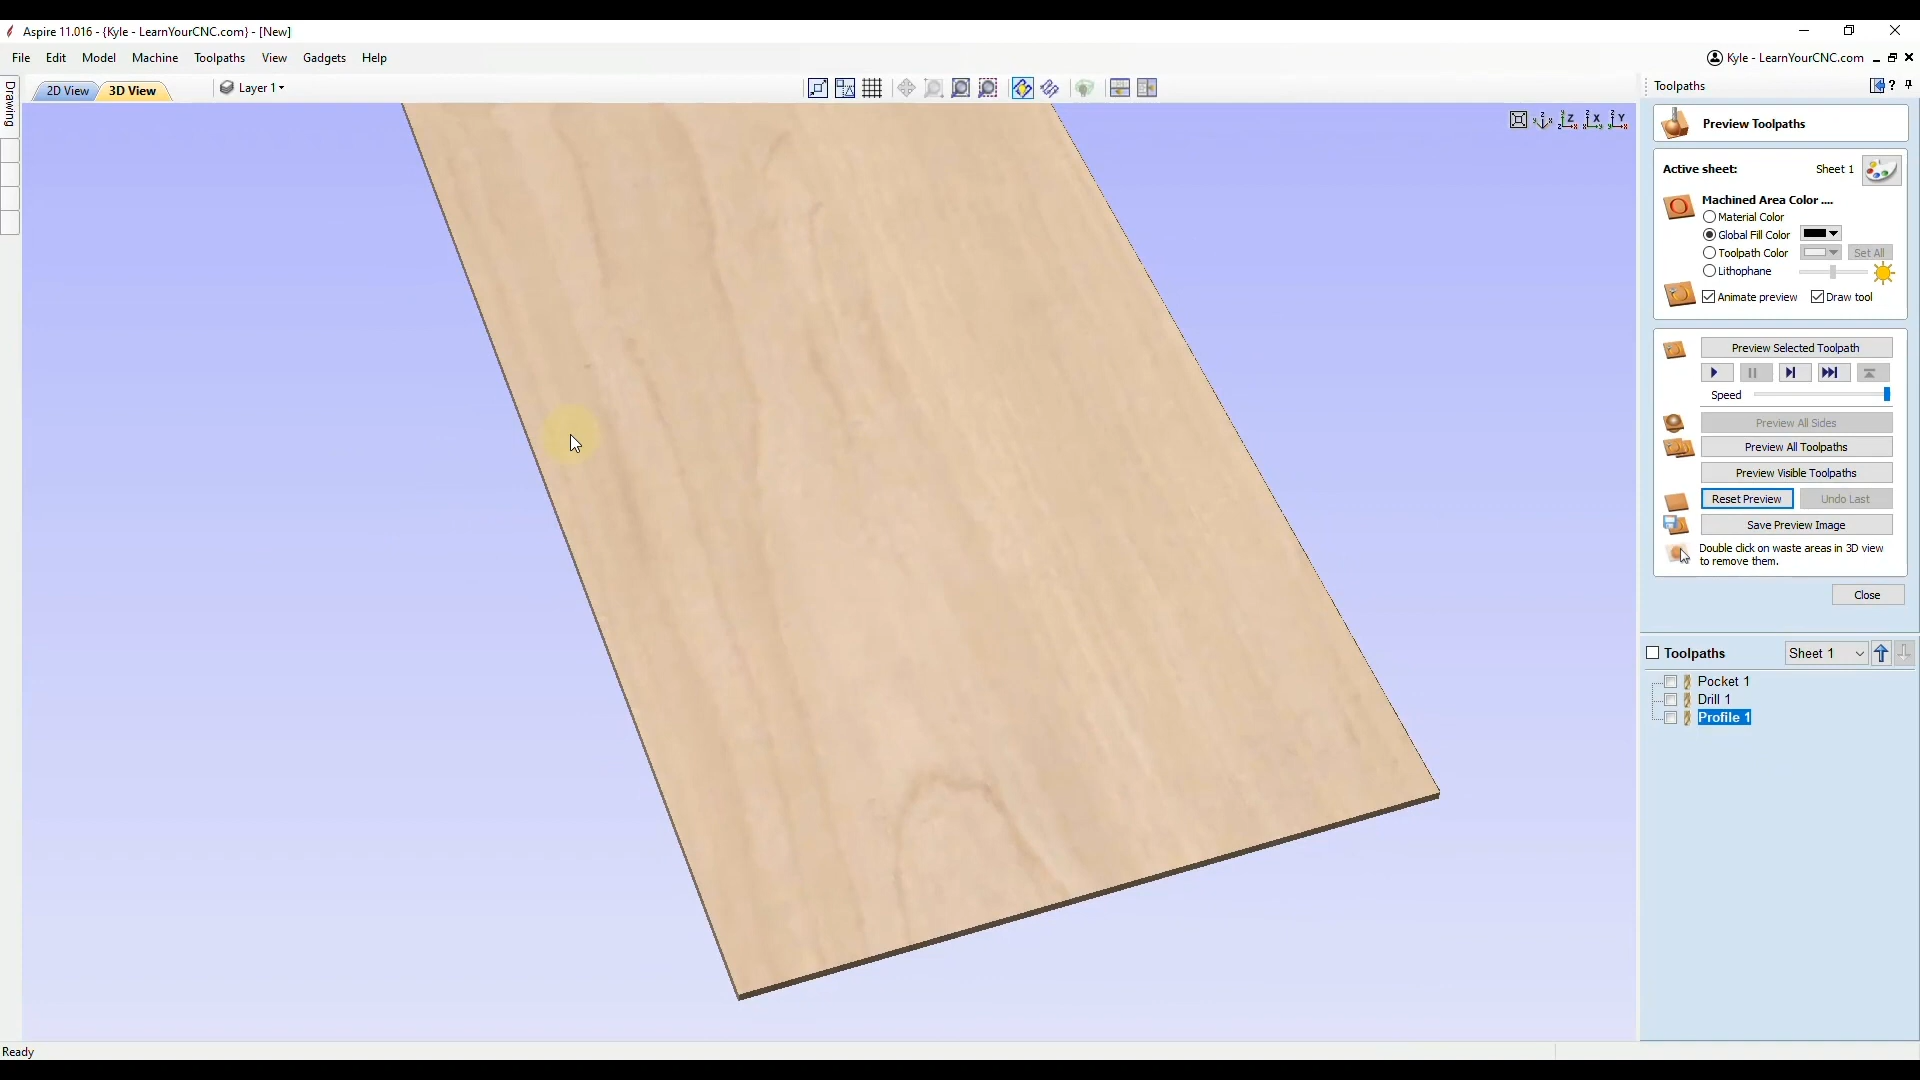 Aspire 11.016 - {Kyle - LearnYourCNC.com} - [New]
File Edit Model Machine Toolpaths View Gadgets Help
Kyle - LearnYourCNC.com
Drawing
2D View 3D View
Layer 1
Toolpaths
Preview Toolpaths
Active sheet: Sheet 1
Machined Area Color ....
Material Color
Global Fill Color
Toolpath Color Set All
Lithophane
Animate preview Draw tool
Preview Selected Toolpath
Speed
Preview All Sides
Preview All Toolpaths
Preview Visible Toolpaths
Reset Preview Undo Last
Save Preview Image
Double click on waste areas in 3D view
to remove them.
Close
Toolpaths Sheet 1
Pocket 1
Drill 1
Profile 1
Ready